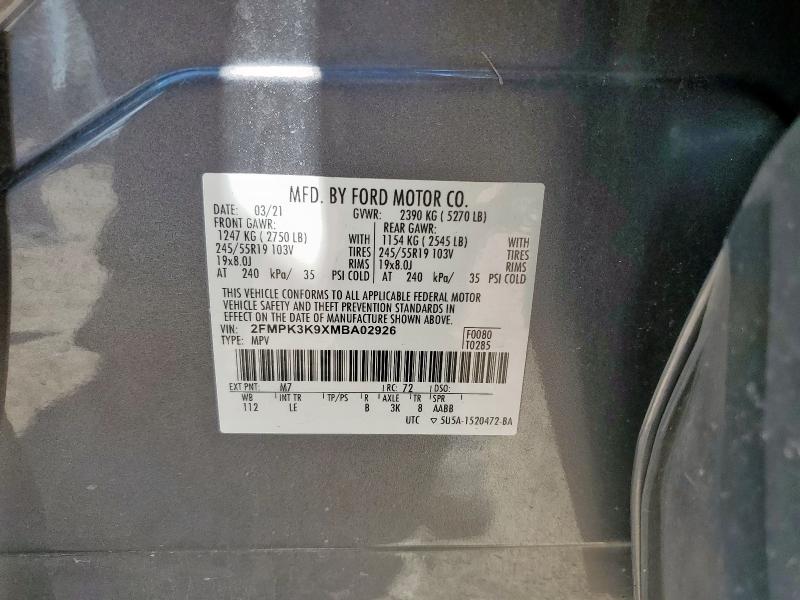 MFD. BY FORD MOTOR CO.
DATE: 03/21 GVWR: 2390 KG ( 5270 LB)
FRONT GAWR: REAR GAWR:
1247 KG ( 2750 LB) WITH 1154 KG ( 2545 LB) WITH
245/55R19 103V TIRES 245/55R19 103V TIRES
19x8.0J RIMS 19x8.0J RIMS
AT 240 kPa/ 35 PSI COLD AT 240 kPa/ 35 PSI COLD
THIS VEHICLE CONFORMS TO ALL APPLICABLE FEDERAL MOTOR
VEHICLE SAFETY AND THEFT PREVENTION STANDARDS IN
EFFECT ON THE DATE OF MANUFACTURE SHOWN ABOVE.
VIN: 2FMPK3K9XMBA02926 F0080
TYPE: MPV T0285
EXT PNT: M7 RC: 72 DSO:
WB INT TR TP/PS R AXLE TR SPR
112 LE B 3K 8 AABB
UTC ▽ 5U5A-1520472-BA